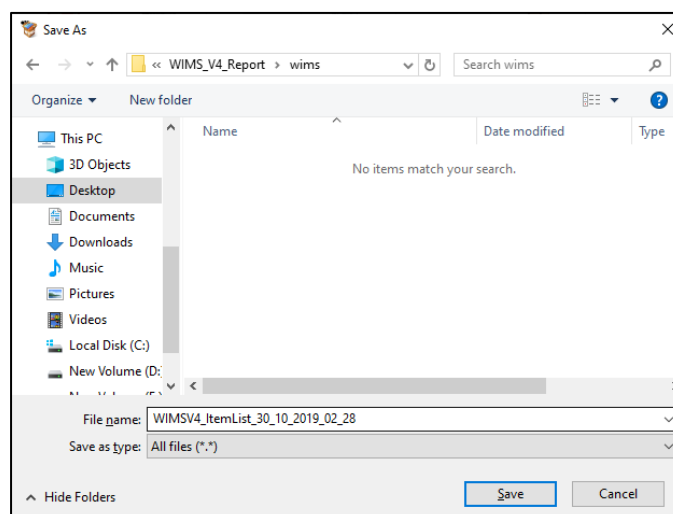 Save As
« WIMS_V4_Report > wims
Search wims
Organize
New folder
This PC
3D Objects
Desktop
Documents
Downloads
Music
Pictures
Videos
Local Disk (C:)
New Volume (D:
Name
Date modified
Type
No items match your search.
File name: WIMSV4_ItemList_30_10_2019_02_28
Save as type: All files (*.*)
Hide Folders
Save
Cancel